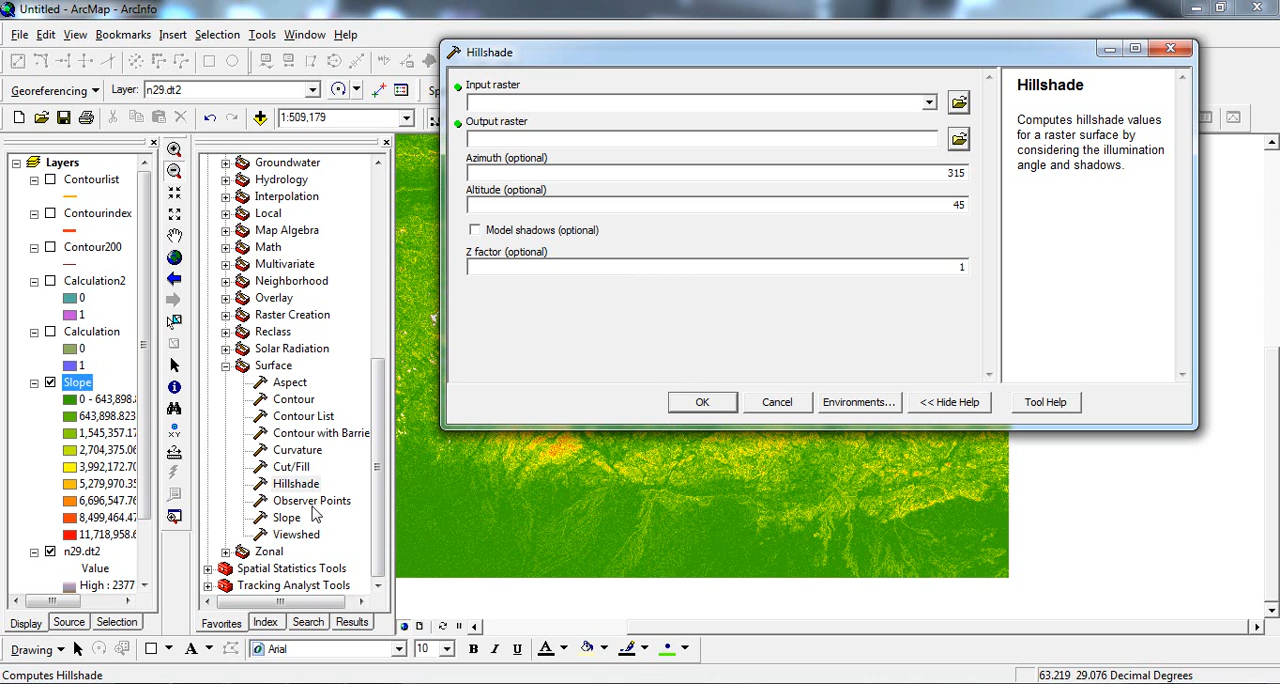 Untitled - ArcMap - ArcInfo
File Edit View Bookmarks Insert Selection Tools Window Help
Georeferencing Layer: n29.dt2
1:509,179
Layers
Contourlist
Contourindex
Contour200
Calculation2
0
1
Calculation
0
1
Slope
0 - 643,898.
643,898.823
1,545,357.17
2,704,375.06
3,992,172.70
5,279,970.35
6,696,547.76
8,499,464.47
11,718,958.6
n29.dt2
Value
High : 2377
Display Source Selection
Groundwater
Hydrology
Interpolation
Local
Map Algebra
Math
Multivariate
Neighborhood
Overlay
Raster Creation
Reclass
Solar Radiation
Surface
Aspect
Contour
Contour List
Contour with Barrie
Curvature
Cut/Fill
Hillshade
Observer Points
Slope
Viewshed
Zonal
Spatial Statistics Tools
Tracking Analyst Tools
Favorites Index Search Results
Hillshade
Input raster
Output raster
Azimuth (optional)
315
Altitude (optional)
45
Model shadows (optional)
Z factor (optional)
1
OK Cancel Environments... << Hide Help Tool Help
Hillshade
Computes hillshade values
for a raster surface by
considering the illumination
angle and shadows.
Drawing A Arial 10 B I U A
Computes Hillshade
63.219 29.076 Decimal Degrees